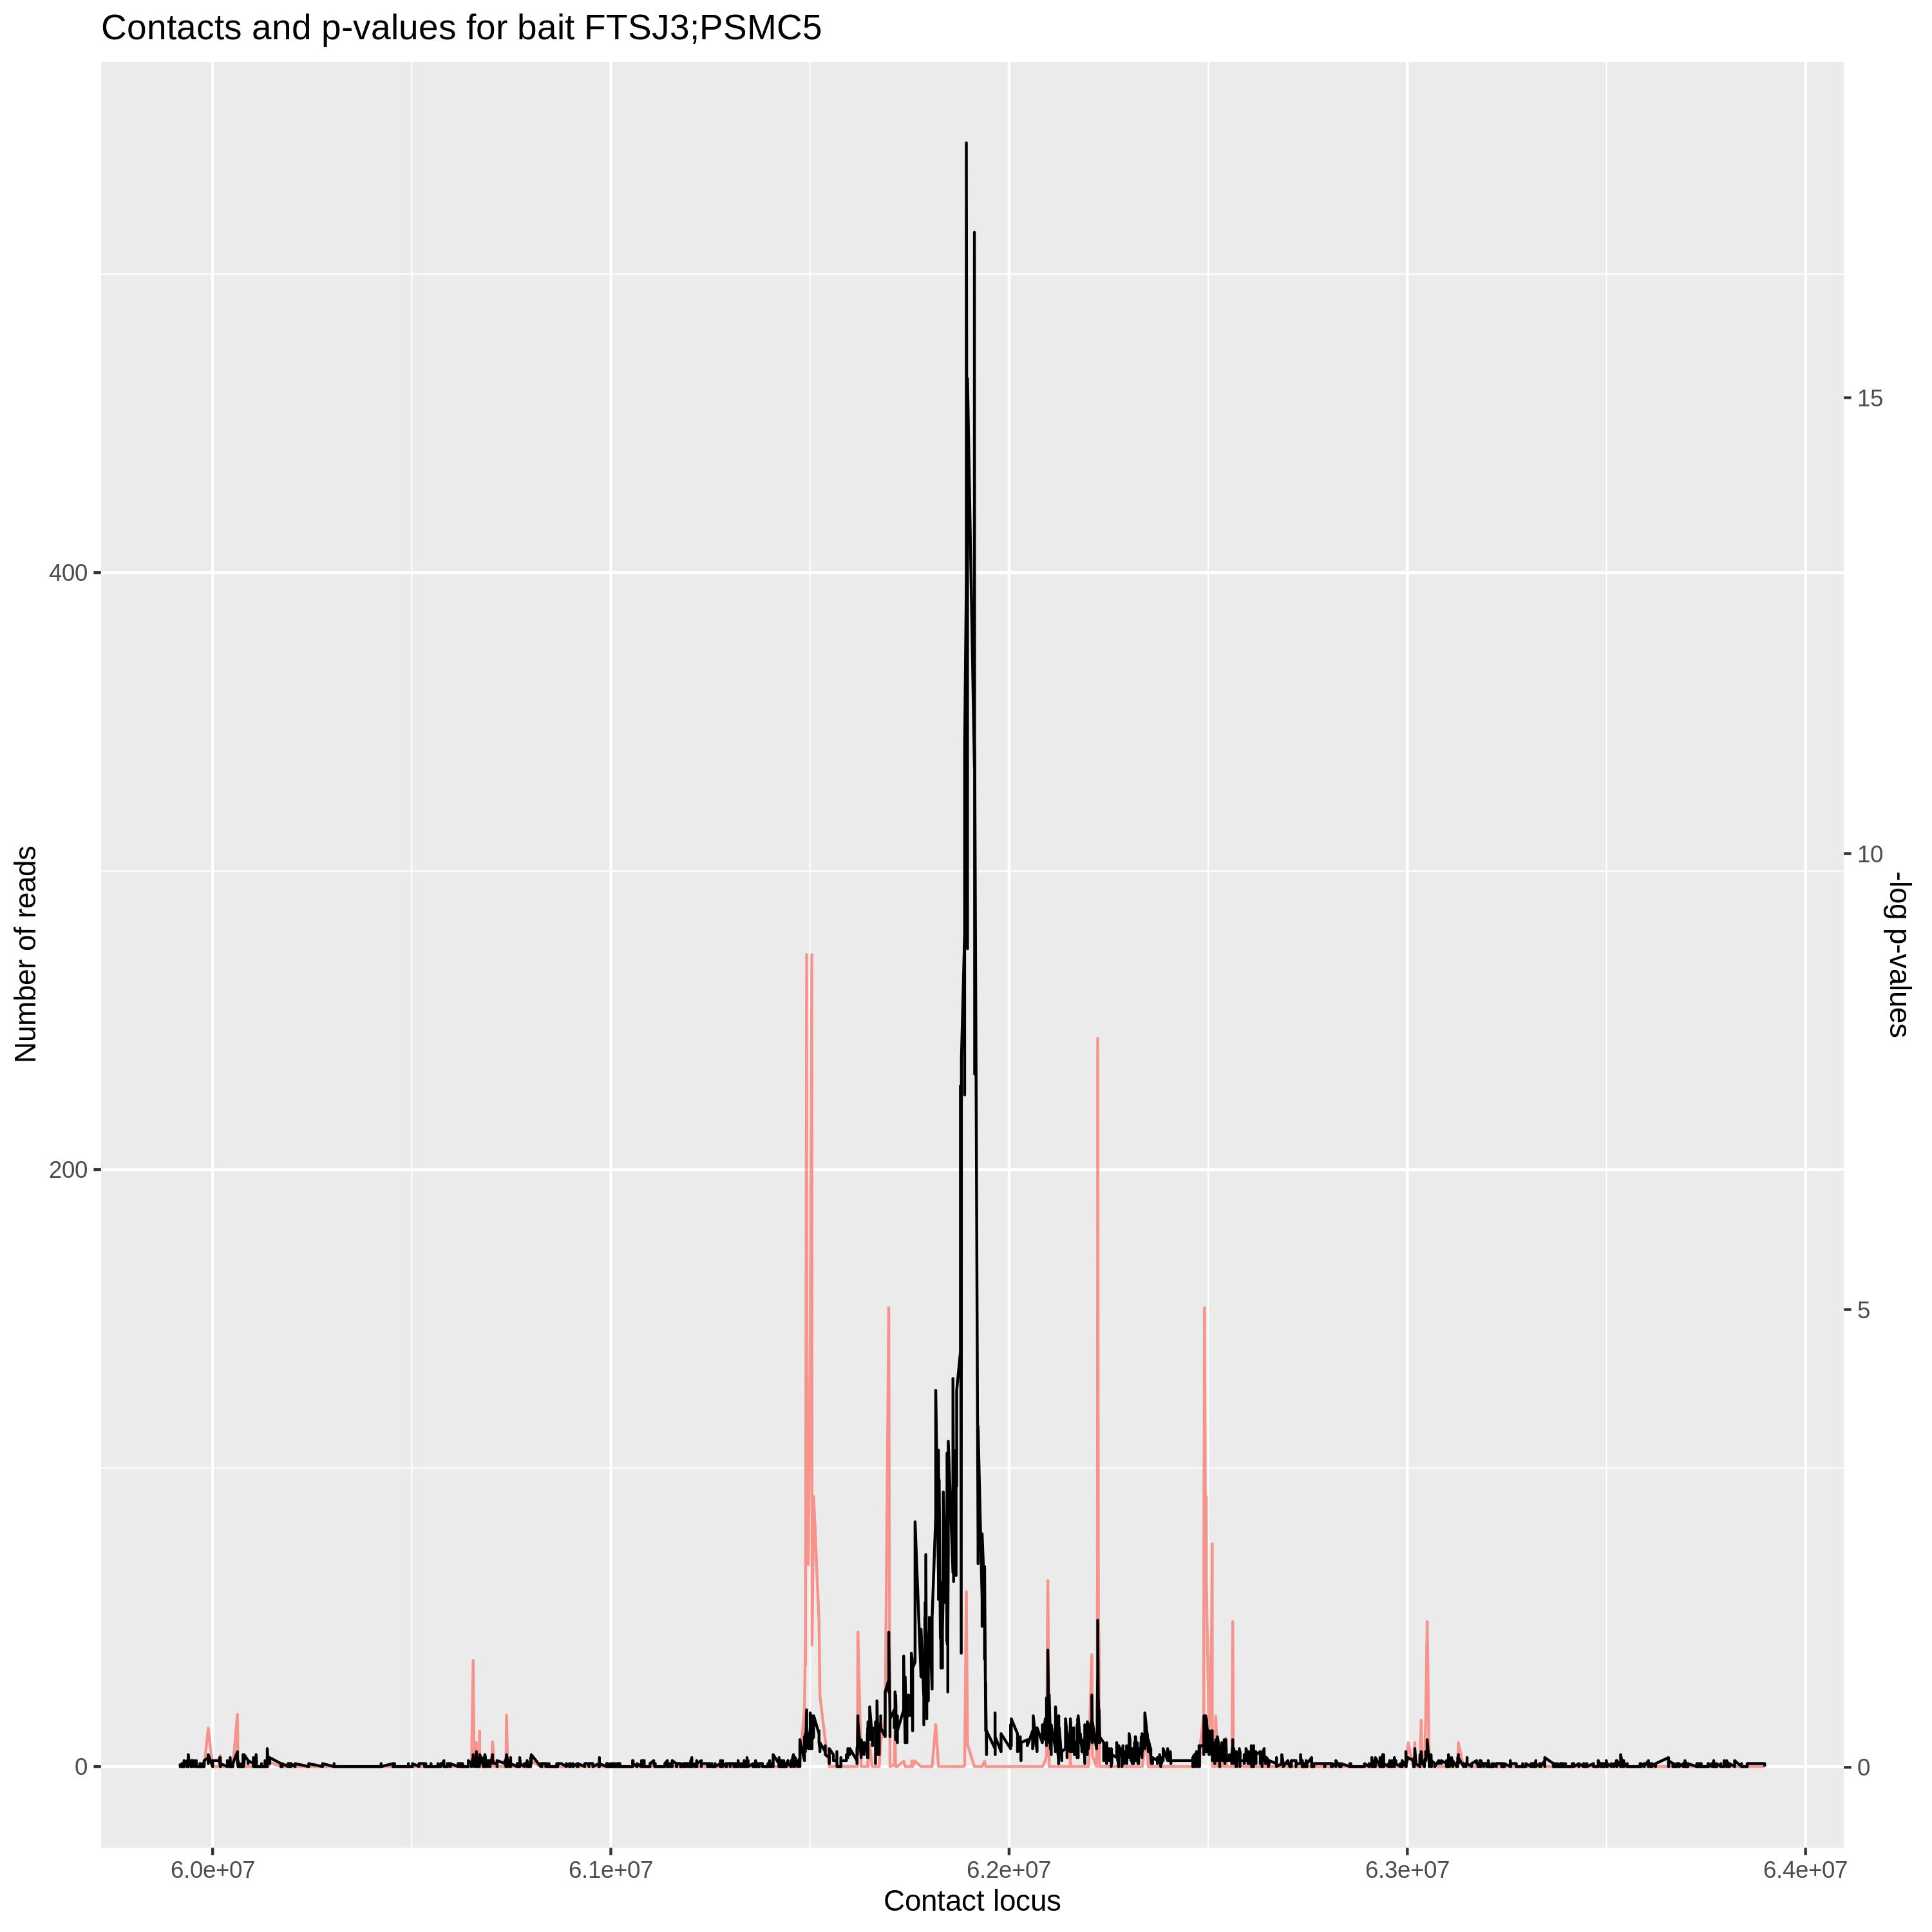 Contacts and p-values for bait FTSJ3;PSMC5
Number of reads
400
200
0
15
10
5
0
-log p-values
6.0e+07
6.1e+07
6.2e+07
6.3e+07
6.4e+07
Contact locus